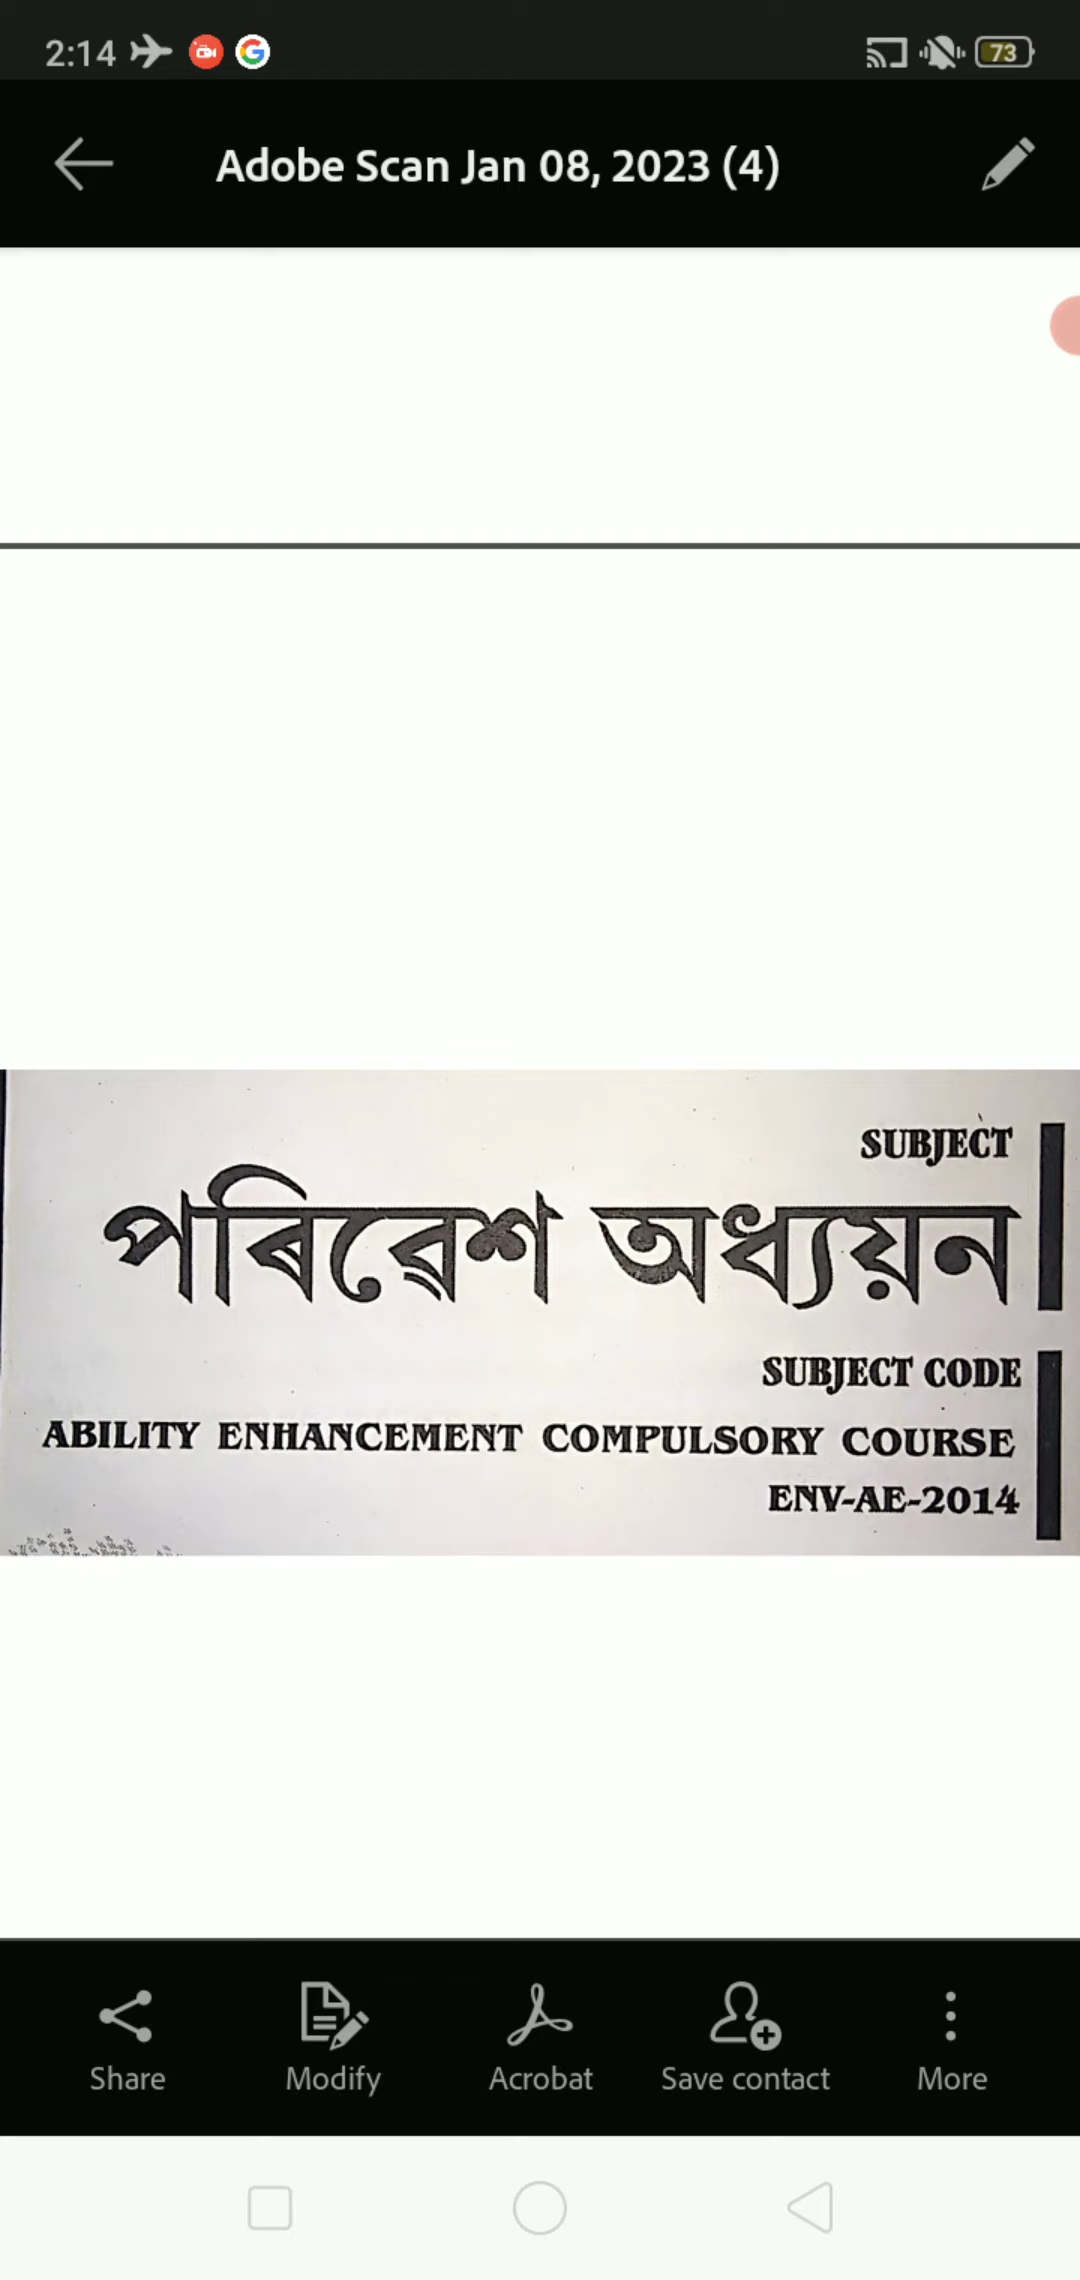 2:14 73
Adobe Scan Jan 08, 2023 (4)
SUBJECT
পৰিৱেশ অধ্যয়ন
SUBJECT CODE
ABILITY ENHANCEMENT COMPULSORY COURSE
ENV-AE-2014
Share Modify Acrobat Save contact More